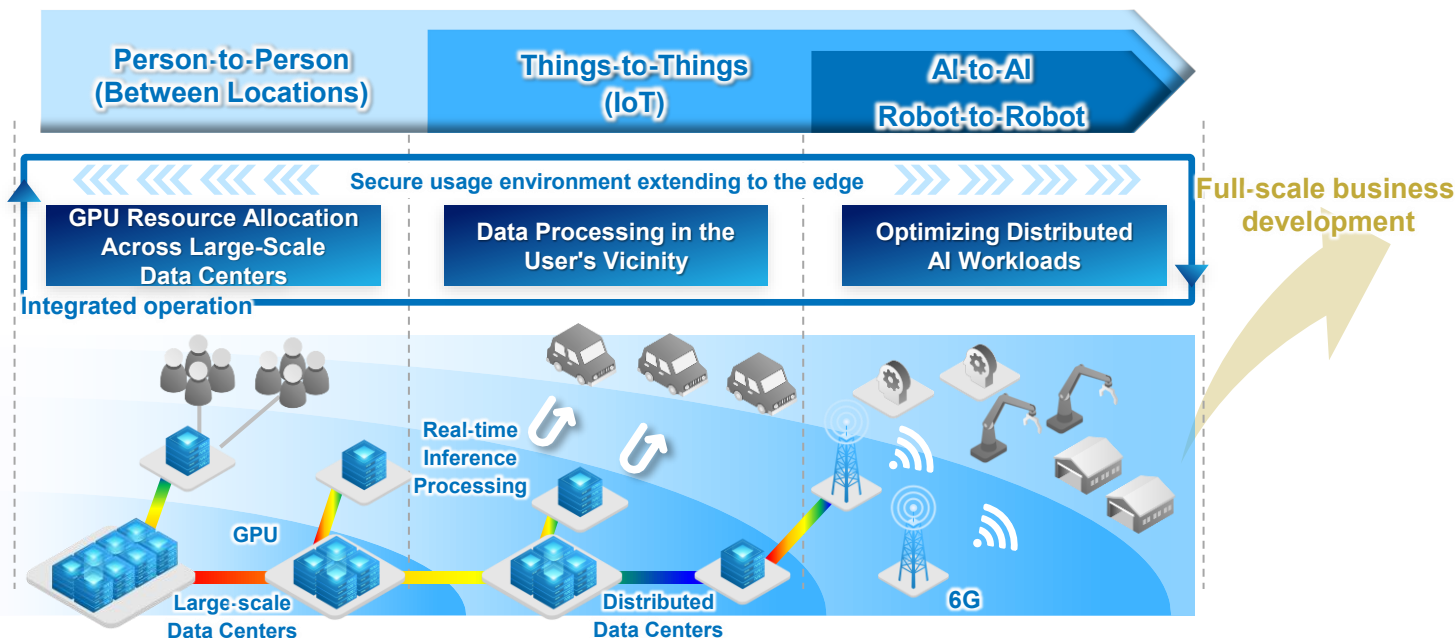 Person-to-Person
(Between Locations)
Things-to-Things
(IoT)
AI-to-AI
Robot-to-Robot
Secure usage environment extending to the edge
GPU Resource Allocation
Across Large-Scale
Data Centers
Data Processing in the
User's Vicinity
Optimizing Distributed
AI Workloads
Full-scale business
development
Integrated operation
Real-time
Inference
Processing
GPU
Large-scale
Data Centers
Distributed
Data Centers
6G